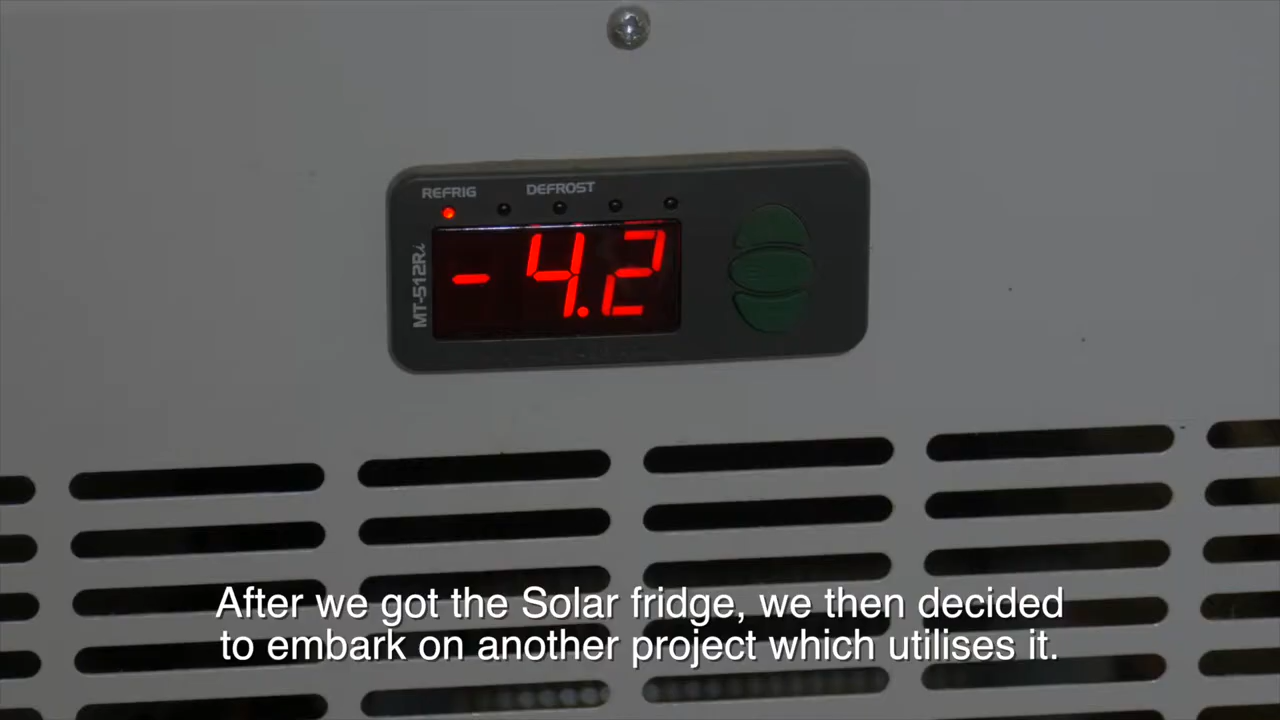 REFRIG DEFROST
MT-512Ri
-4.2
After we got the Solar fridge, we then decided
to embark on another project which utilises it.